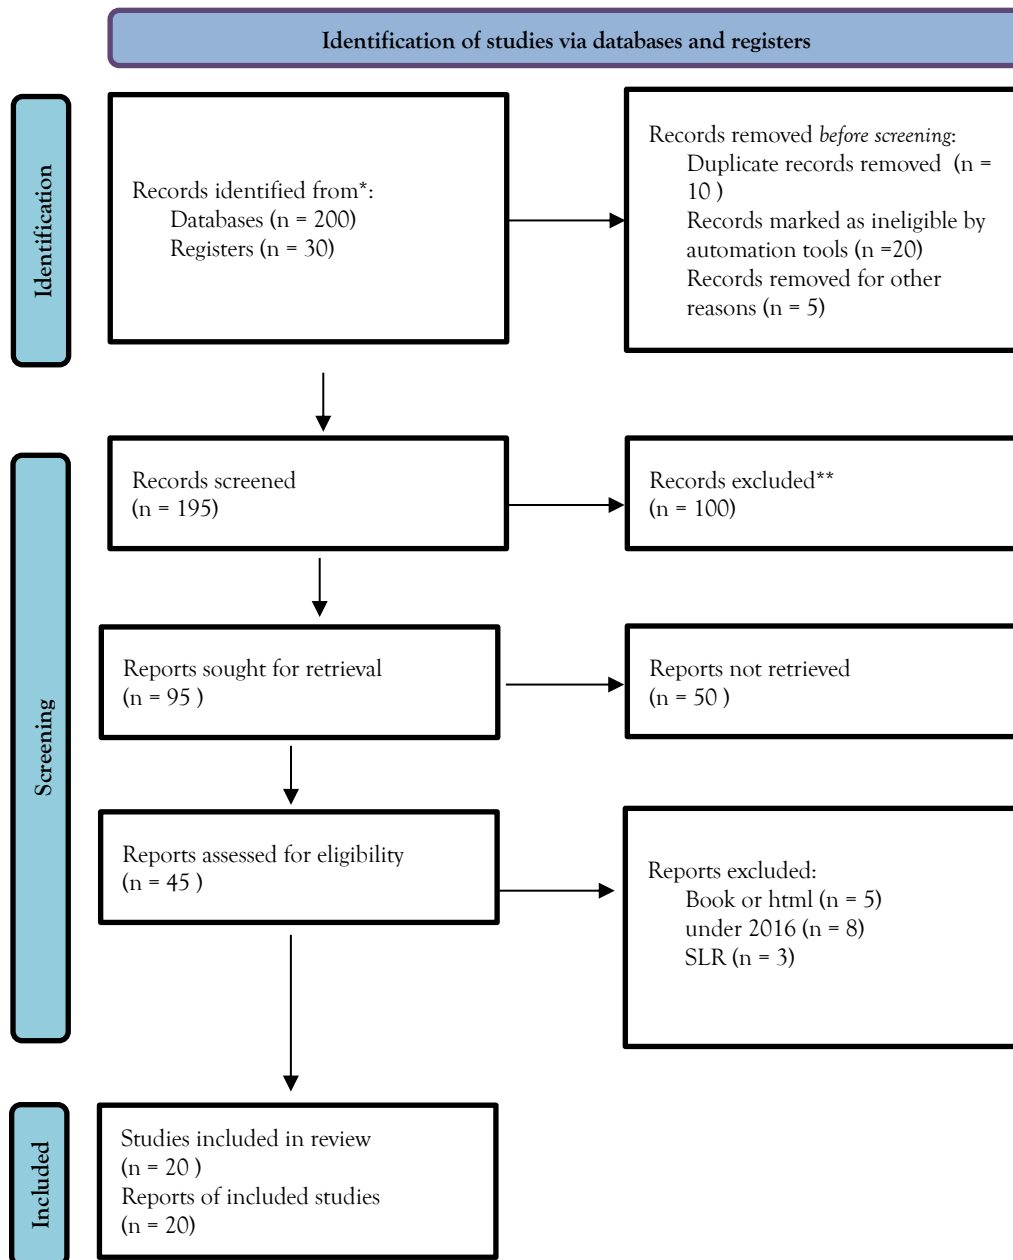 Identification of studies via databases and registers
Identification
Records identified from*:
Databases (n = 200)
Registers (n = 30)
Records removed before screening:
Duplicate records removed (n =
10 )
Records marked as ineligible by
automation tools (n =20)
Records removed for other
reasons (n = 5)
Screening
Records screened
(n = 195)
Records excluded**
(n = 100)
Reports sought for retrieval
(n = 95 )
Reports not retrieved
(n = 50 )
Reports assessed for eligibility
(n = 45 )
Reports excluded:
Book or html (n = 5)
under 2016 (n = 8)
SLR (n = 3)
Included
Studies included in review
(n = 20 )
Reports of included studies
(n = 20)